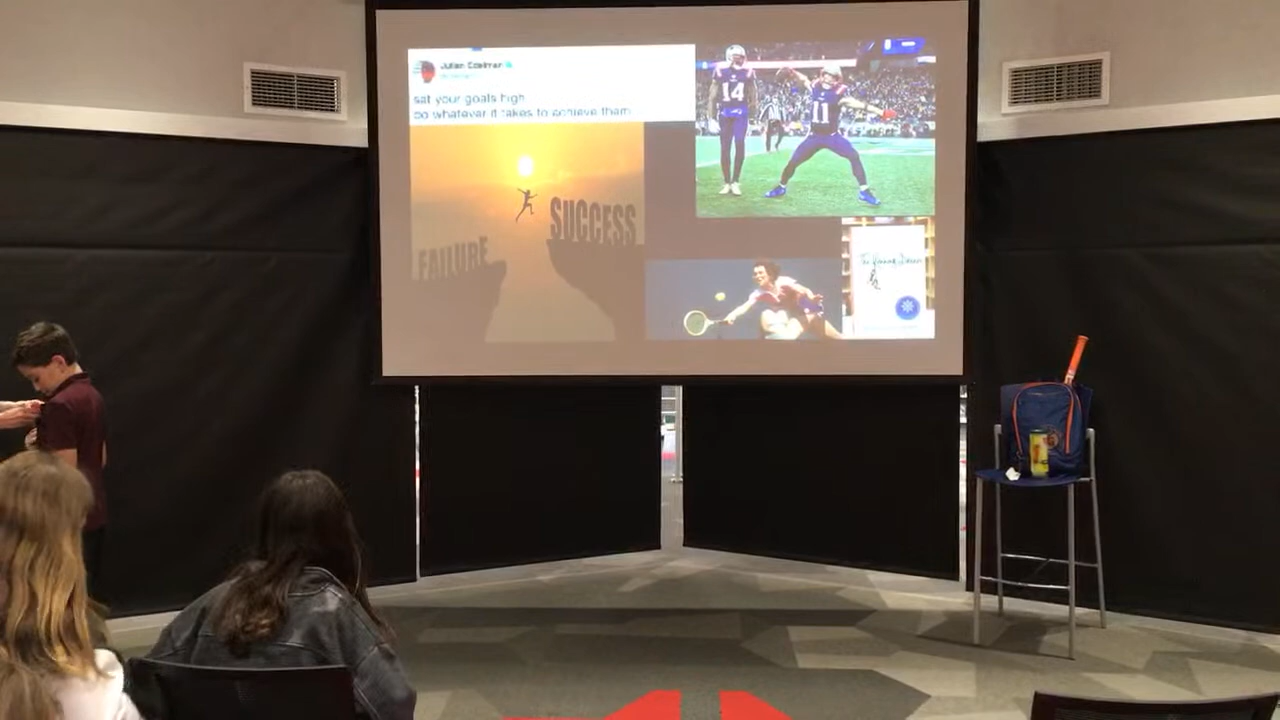 Julian Edelman
set your goals high
do whatever it takes to achieve them
14
11
SUCCESS
FAILURE